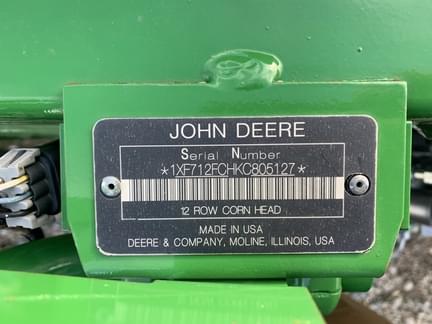 JOHN DEERE
Serial Number
*1XF712FCHKC805127*
12 ROW CORN HEAD
MADE IN USA
DEERE & COMPANY, MOLINE, ILLINOIS, USA